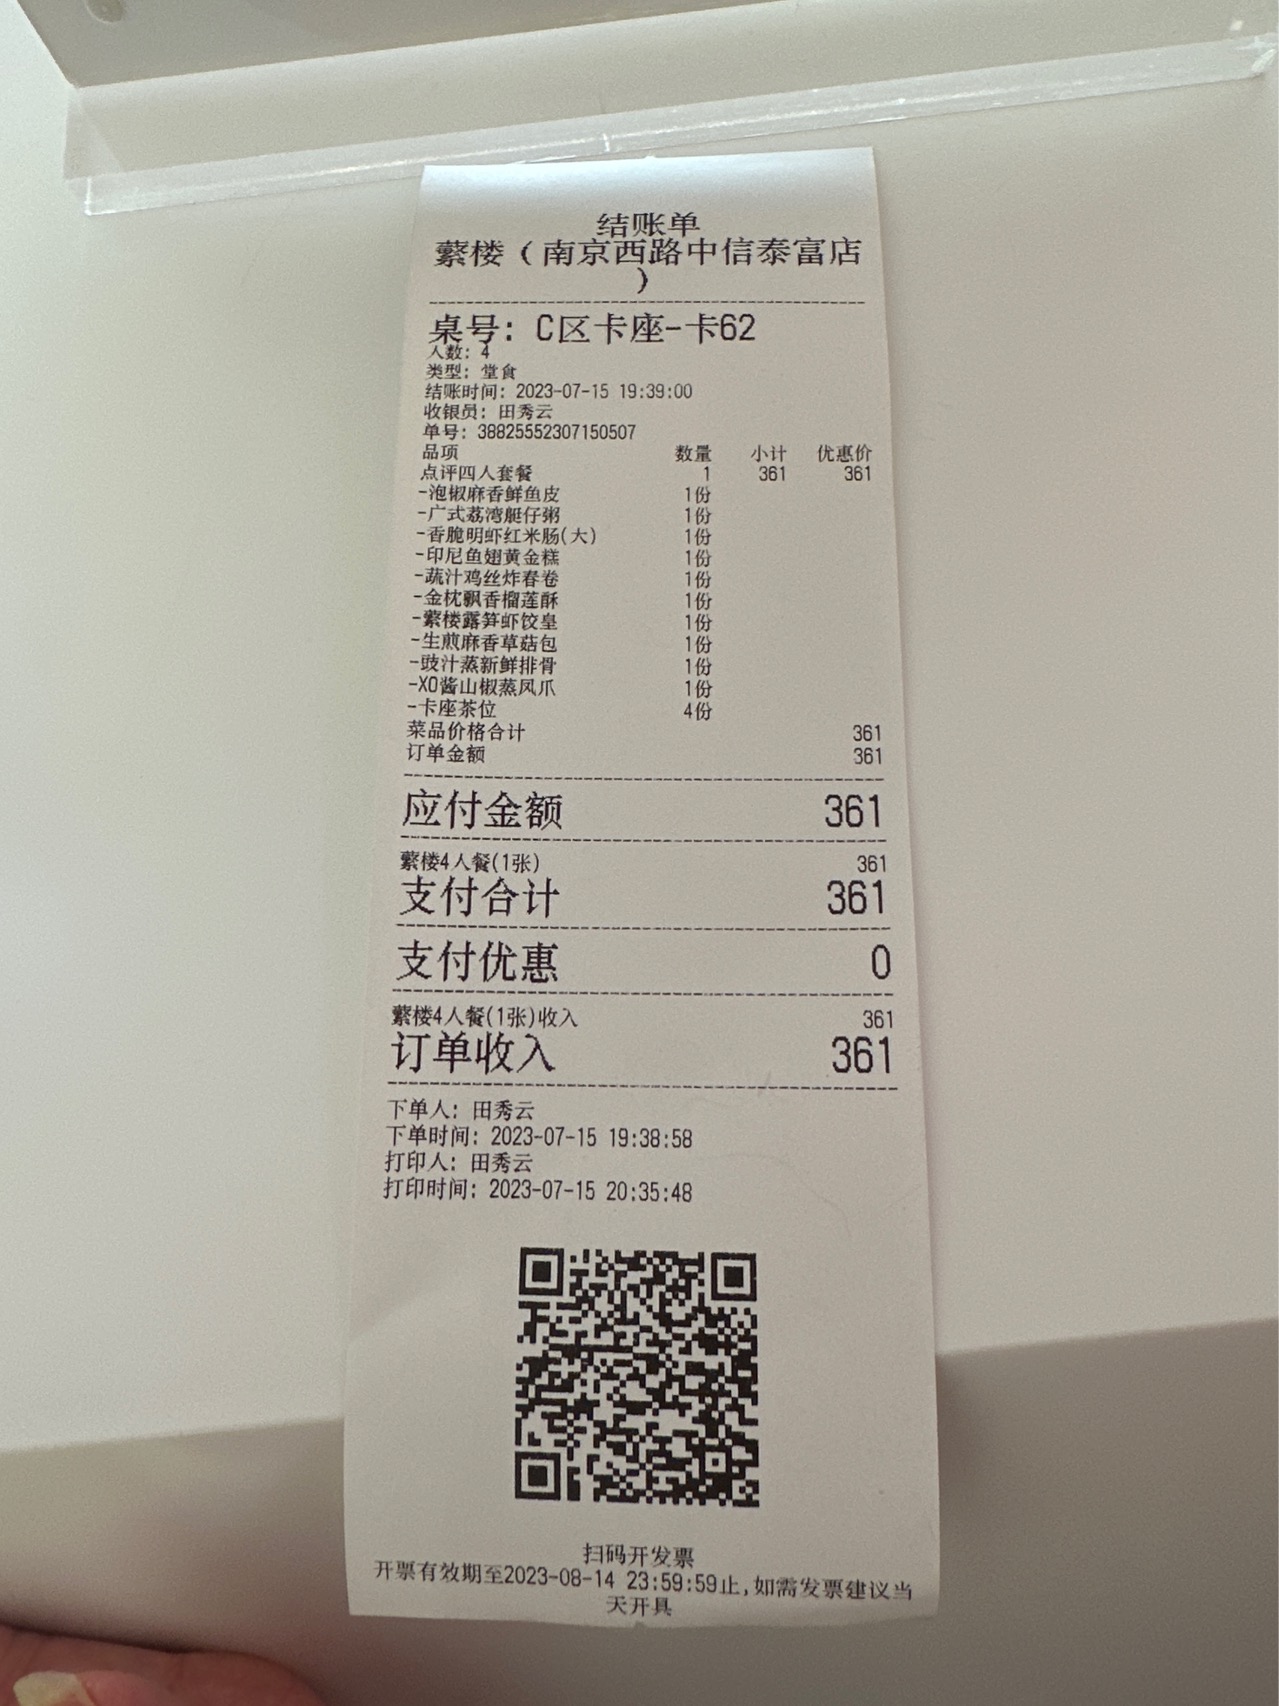 结账单
蘩楼（南京西路中信泰富店
）
桌号：C区卡座-卡62
人数：4
类型：堂食
结账时间：2023-07-15 19:39:00
收银员：田秀云
单号：38825552307150507
品项 数量 小计 优惠价
点评四人套餐 1 361 361
-泡椒麻香鲜鱼皮 1份
-广式荔湾艇仔粥 1份
-香脆明虾红米肠(大) 1份
-印尼鱼翅黄金糕 1份
-蔬汁鸡丝炸春卷 1份
-金枕飘香榴莲酥 1份
-蘩楼露笋虾饺皇 1份
-生煎麻香草菇包 1份
-豉汁蒸新鲜排骨 1份
-XO酱山椒蒸凤爪 1份
-卡座茶位 4份
菜品价格合计 361
订单金额 361
应付金额 361
蘩楼4人餐(1张) 361
支付合计 361
支付优惠 0
蘩楼4人餐(1张)收入 361
订单收入 361
下单人：田秀云
下单时间：2023-07-15 19:38:58
打印人：田秀云
打印时间：2023-07-15 20:35:48
扫码开发票
开票有效期至2023-08-14 23:59:59止,如需发票建议当
天开具